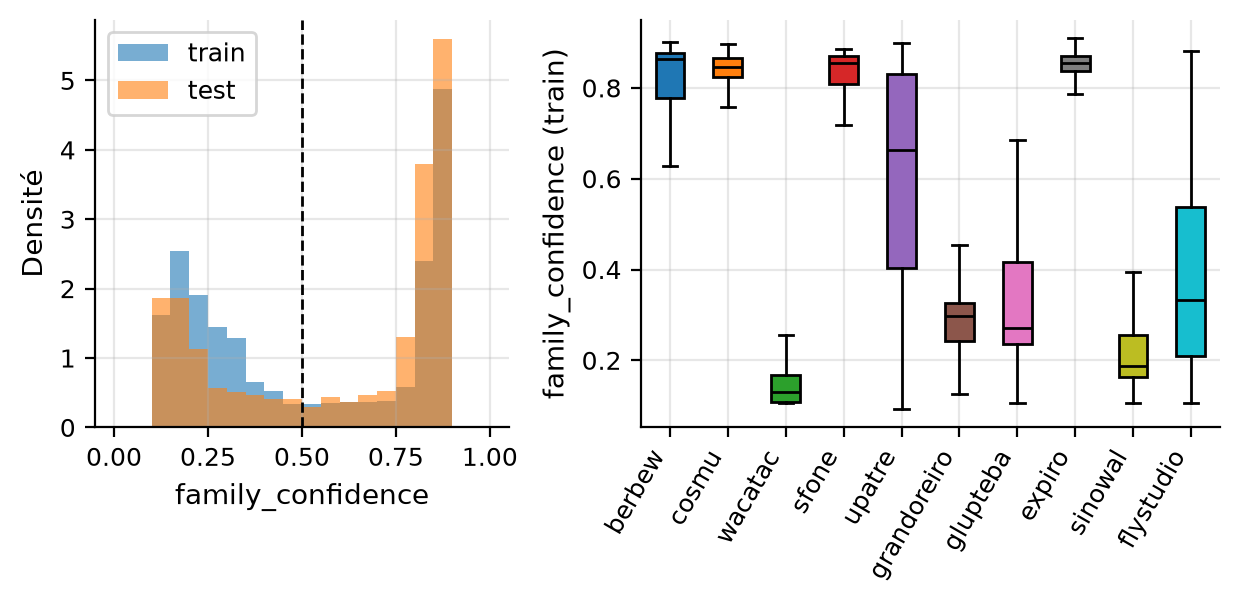 train
test
5
4
3
2
1
0
Densité
0.00 0.25 0.50 0.75 1.00
family_confidence
0.8
0.6
0.4
0.2
family_confidence (train)
berbew
cosmu
wacatac
sfone
upatre
grandoreiro
glupteba
expiro
sinowal
flystudio